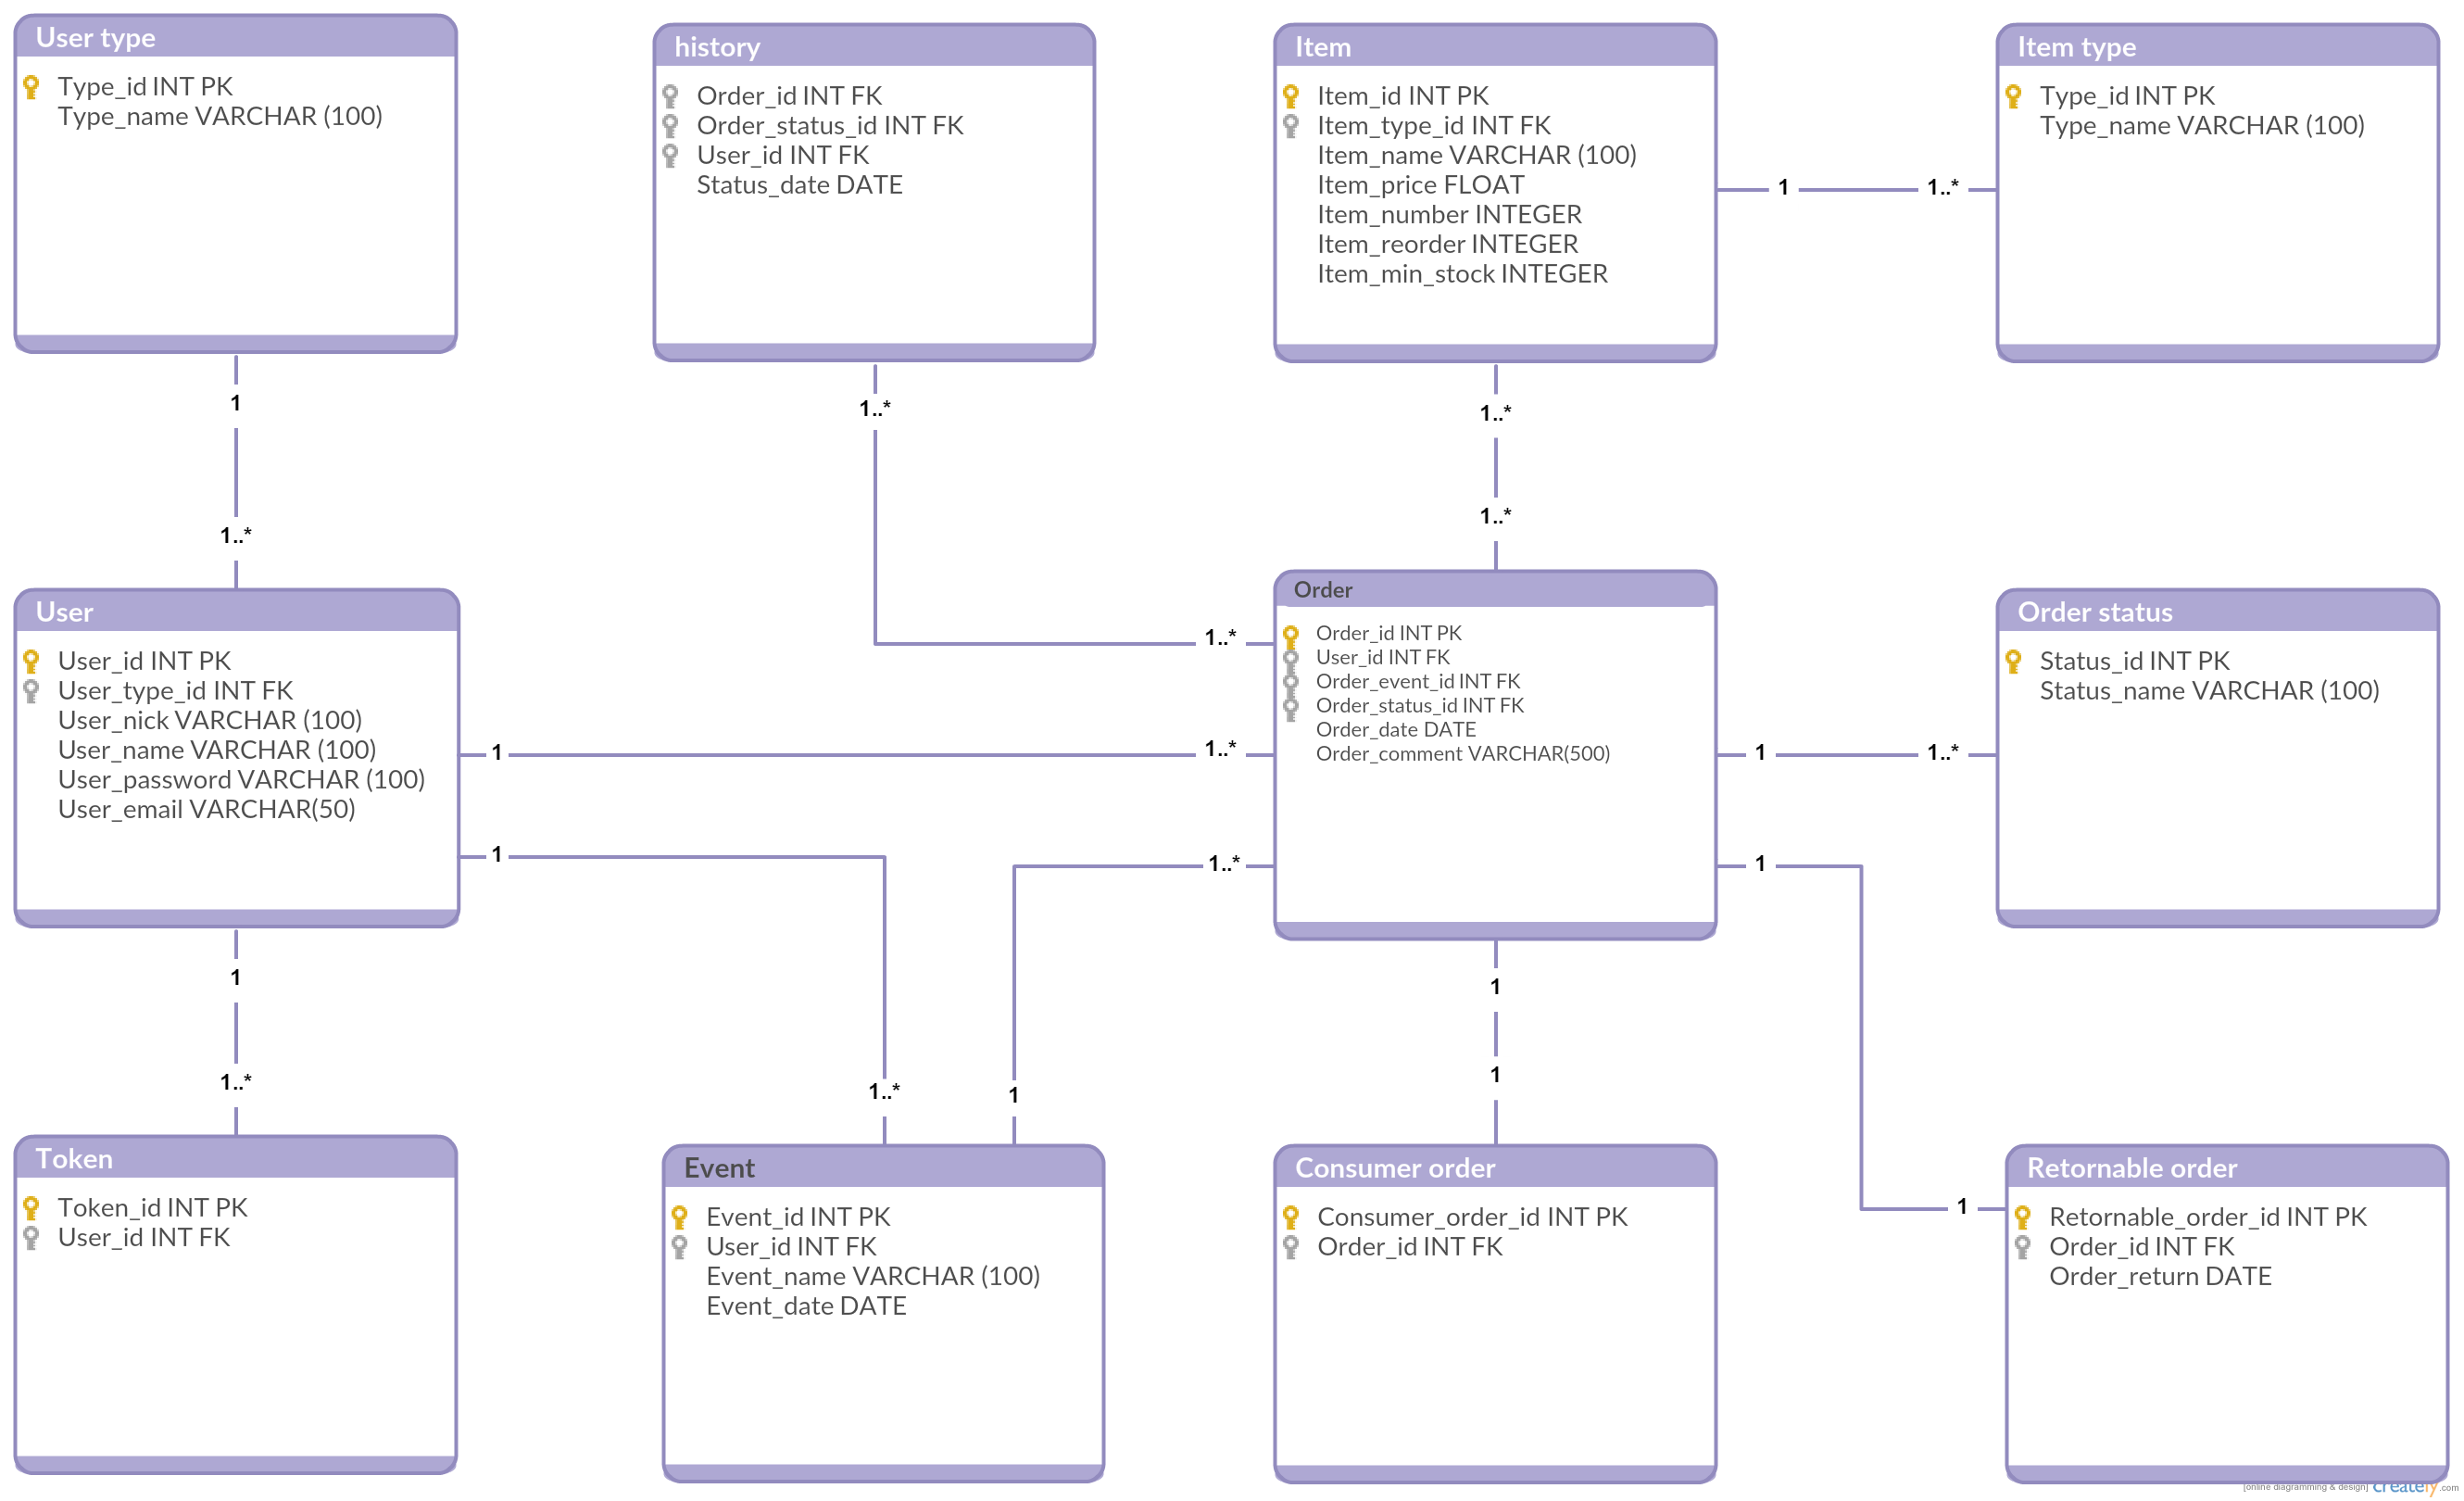 User type
Type_id INT PK
Type_name VARCHAR (100)
history
Order_id INT FK
Order_status_id INT FK
User_id INT FK
Status_date DATE
Item
Item_id INT PK
Item_type_id INT FK
Item_name VARCHAR (100)
Item_price FLOAT
Item_number INTEGER
Item_reorder INTEGER
Item_min_stock INTEGER
1
1..*
Item type
Type_id INT PK
Type_name VARCHAR (100)
1
1..*
1..*
1..*
1..*
1..*
User
User_id INT PK
User_type_id INT FK
User_nick VARCHAR (100)
User_name VARCHAR (100)
User_password VARCHAR (100)
User_email VARCHAR(50)
1
1..*
1
1..*
Order
Order_id INT PK
User_id INT FK
Order_event_id INT FK
Order_status_id INT FK
Order_date DATE
Order_comment VARCHAR(500)
1
1..*
1
Order status
Status_id INT PK
Status_name VARCHAR (100)
1
1..*
1..*
1
1
1
1
Token
Token_id INT PK
User_id INT FK
Event
Event_id INT PK
User_id INT FK
Event_name VARCHAR (100)
Event_date DATE
Consumer order
Consumer_order_id INT PK
Order_id INT FK
Retornable order
Retornable_order_id INT PK
Order_id INT FK
Order_return DATE
[online diagramming & design] creately.com